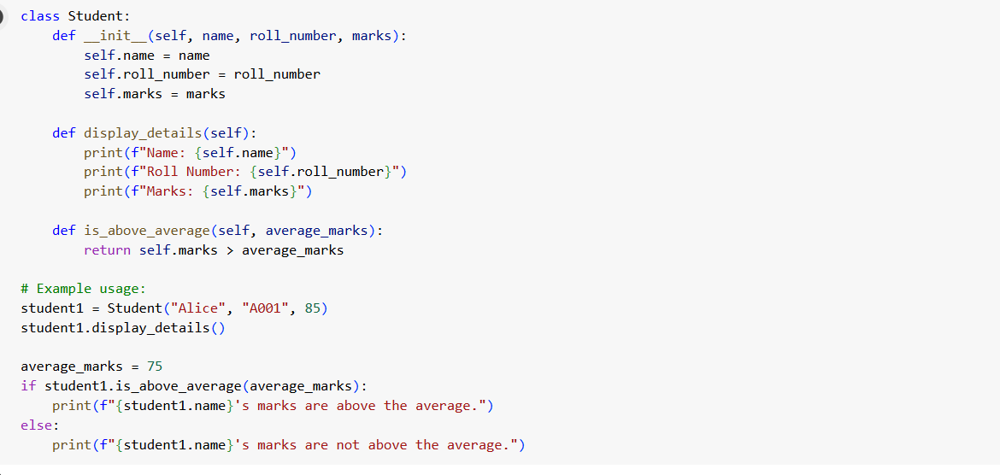 class Student:
    def __init__(self, name, roll_number, marks):
        self.name = name
        self.roll_number = roll_number
        self.marks = marks

    def display_details(self):
        print(f"Name: {self.name}")
        print(f"Roll Number: {self.roll_number}")
        print(f"Marks: {self.marks}")

    def is_above_average(self, average_marks):
        return self.marks > average_marks

# Example usage:
student1 = Student("Alice", "A001", 85)
student1.display_details()

average_marks = 75
if student1.is_above_average(average_marks):
    print(f"{student1.name}'s marks are above the average.")
else:
    print(f"{student1.name}'s marks are not above the average.")